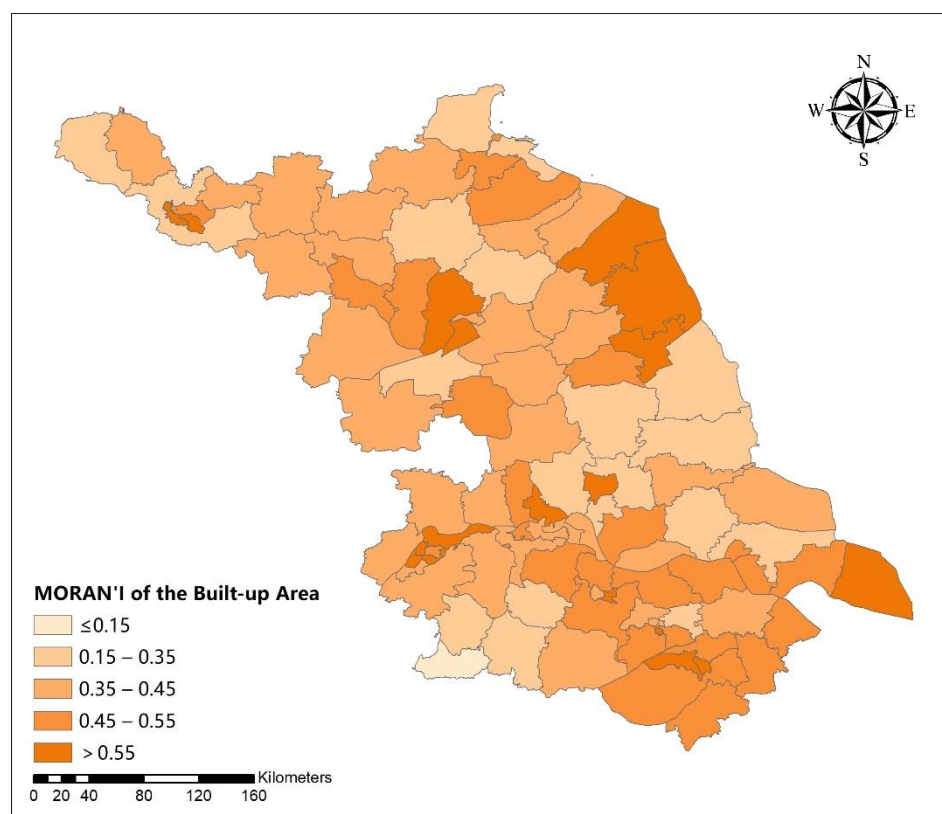 N
W E
S
MORAN'I of the Built-up Area
≤0.15
0.15 – 0.35
0.35 – 0.45
0.45 – 0.55
> 0.55
Kilometers
0 20 40 80 120 160